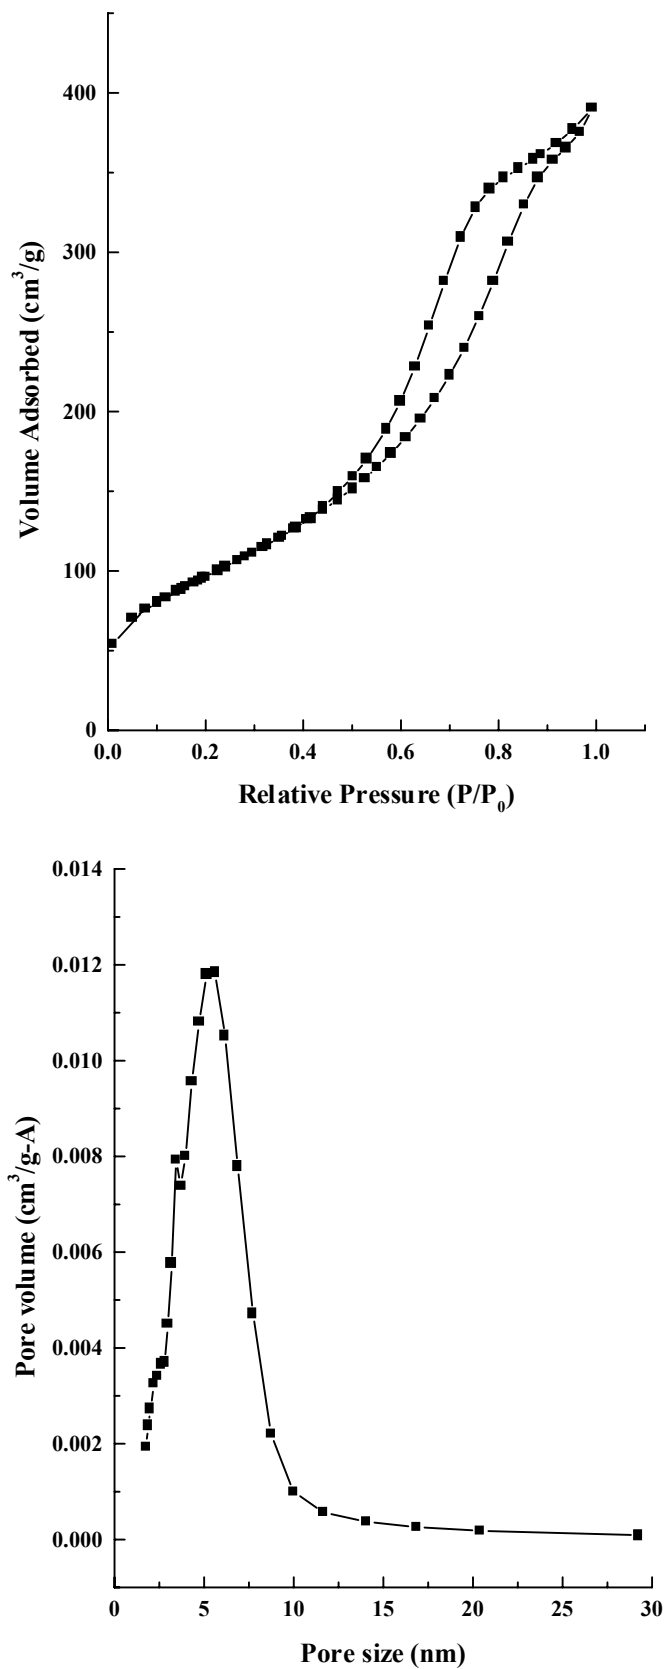 400
300
200
100
0
Volume Adsorbed (cm³/g)
0.0 0.2 0.4 0.6 0.8 1.0
Relative Pressure (P/P₀)
0.014
0.012
0.010
0.008
0.006
0.004
0.002
0.000
Pore volume (cm³/g-A)
0 5 10 15 20 25 30
Pore size (nm)